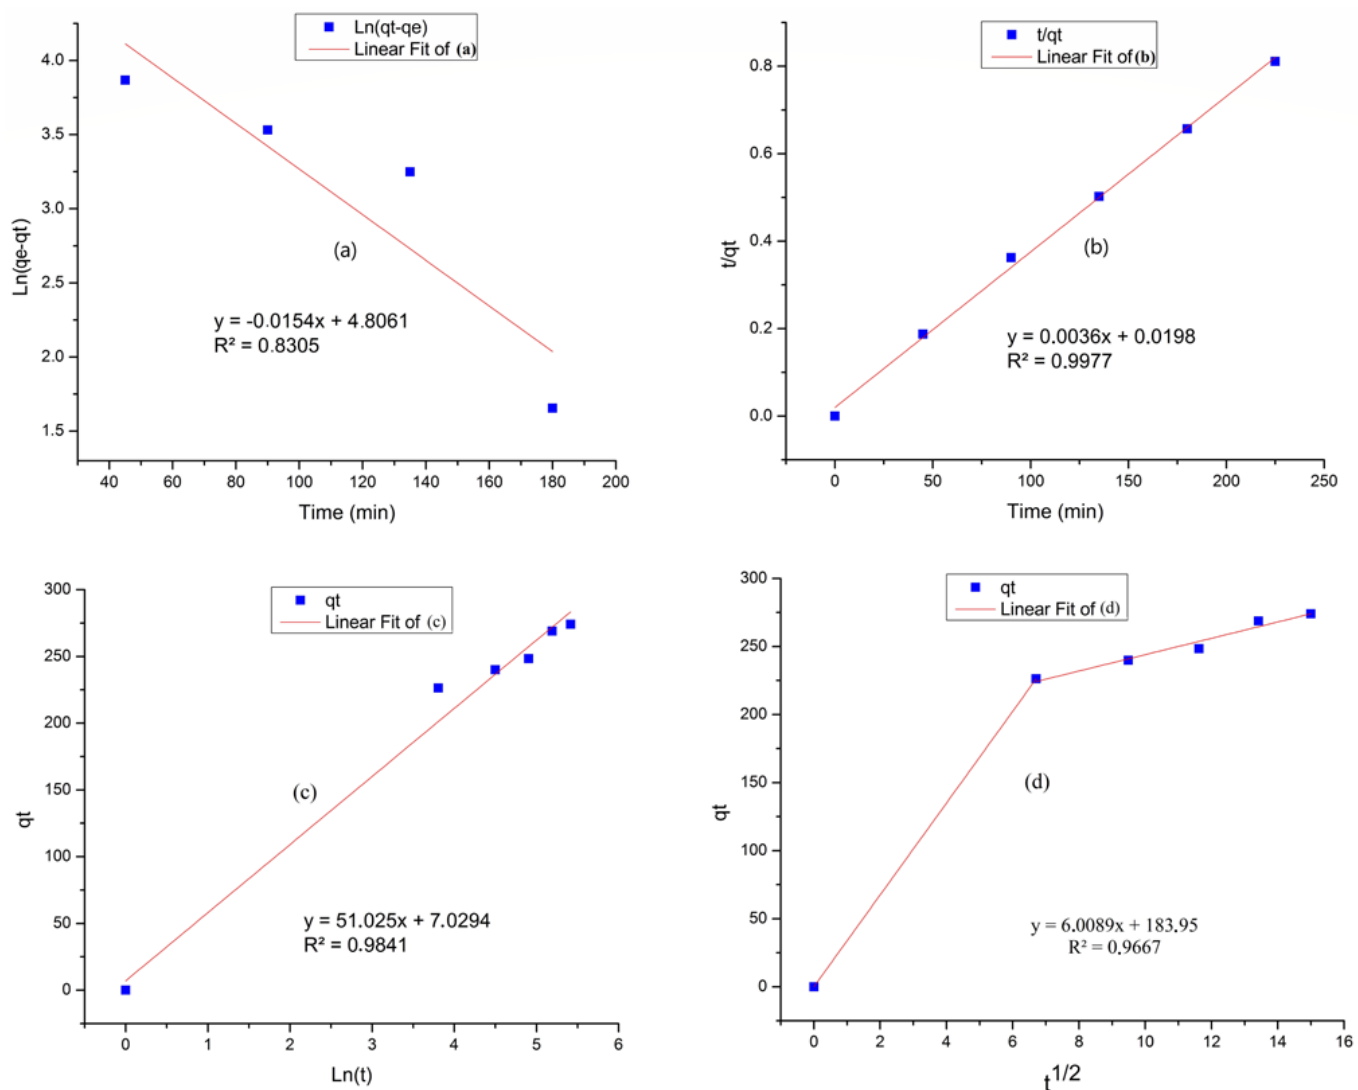 Ln(qt-qe)
Linear Fit of (a)
4.0
3.5
3.0
2.5
2.0
1.5
Ln(qe-qt)
(a)
y = -0.0154x + 4.8061
R² = 0.8305
40 60 80 100 120 140 160 180 200
Time (min)
t/qt
Linear Fit of (b)
0.8
0.6
0.4
0.2
0.0
t/qt
(b)
y = 0.0036x + 0.0198
R² = 0.9977
0 50 100 150 200 250
Time (min)
qt
Linear Fit of (c)
300
250
200
150
100
50
0
qt
(c)
y = 51.025x + 7.0294
R² = 0.9841
0 1 2 3 4 5 6
Ln(t)
qt
Linear Fit of (d)
300
250
200
150
100
50
0
qt
(d)
y = 6.0089x + 183.95
R² = 0.9667
0 2 4 6 8 10 12 14 16
t1/2